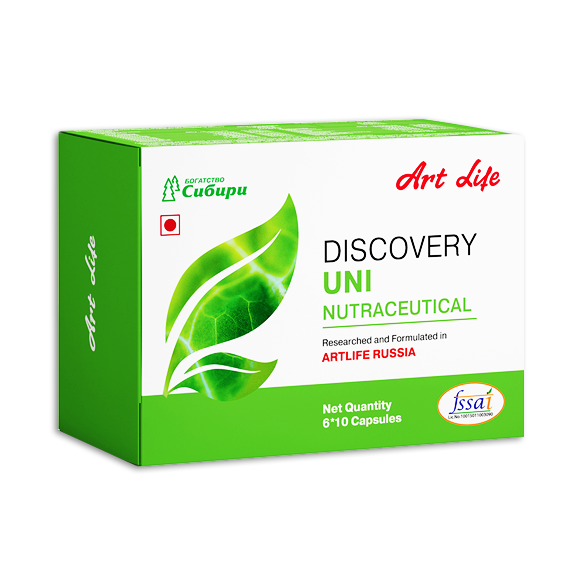 БОГАТСТВО
Сибири
Art Life
Art Life
DISCOVERY
UNI
NUTRACEUTICAL
Researched and Formulated in
ARTLIFE RUSSIA
Net Quantity
6*10 Capsules
fssai